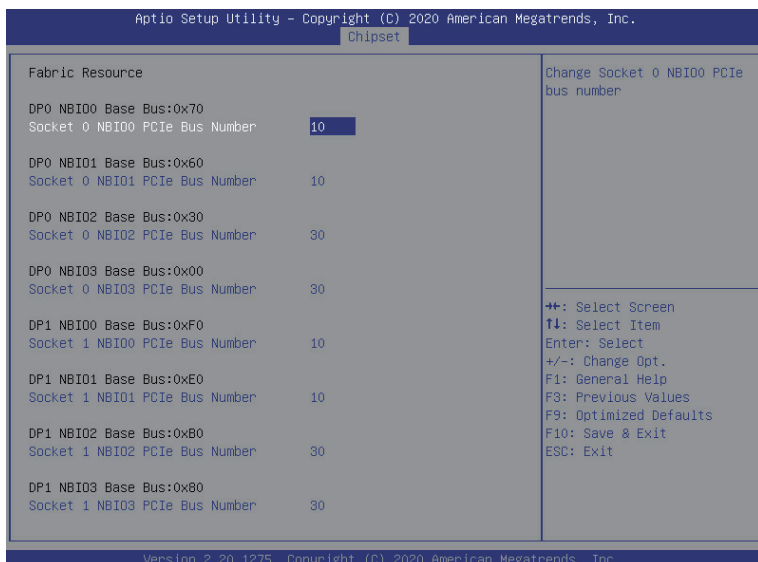 Aptio Setup Utility – Copyright (C) 2020 American Megatrends, Inc.
Chipset
Fabric Resource
DP0 NBIO0 Base Bus:0x70
Socket 0 NBIO0 PCIe Bus Number 10
DP0 NBIO1 Base Bus:0x60
Socket 0 NBIO1 PCIe Bus Number 10
DP0 NBIO2 Base Bus:0x30
Socket 0 NBIO2 PCIe Bus Number 30
DP0 NBIO3 Base Bus:0x00
Socket 0 NBIO3 PCIe Bus Number 30
DP1 NBIO0 Base Bus:0xF0
Socket 1 NBIO0 PCIe Bus Number 10
DP1 NBIO1 Base Bus:0xE0
Socket 1 NBIO1 PCIe Bus Number 10
DP1 NBIO2 Base Bus:0xB0
Socket 1 NBIO2 PCIe Bus Number 30
DP1 NBIO3 Base Bus:0x80
Socket 1 NBIO3 PCIe Bus Number 30
Change Socket 0 NBIO0 PCIe
bus number
→←: Select Screen
↑↓: Select Item
Enter: Select
+/-: Change Opt.
F1: General Help
F3: Previous Values
F9: Optimized Defaults
F10: Save & Exit
ESC: Exit
Version 2.20.1275. Copyright (C) 2020 American Megatrends, Inc.